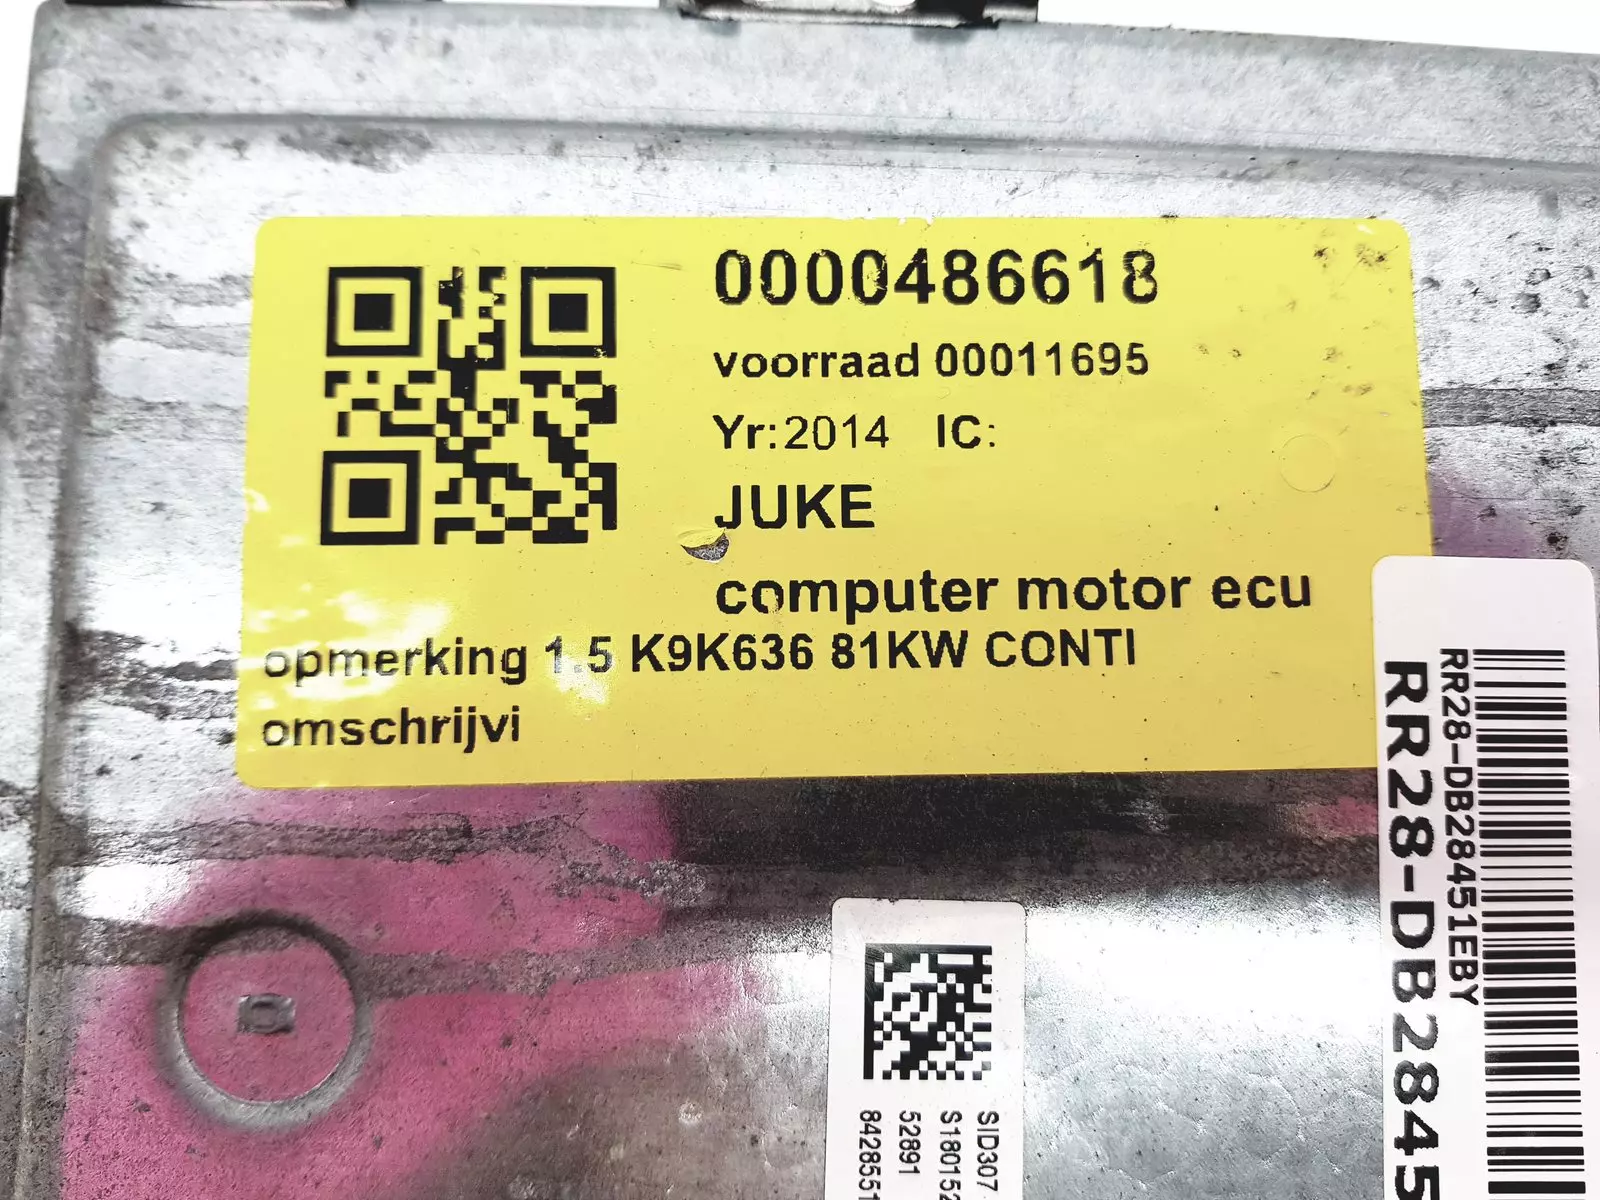 0000486618
voorraad 00011695
Yr:2014 IC:
JUKE
computer motor ecu
opmerking 1.5 K9K636 81KW CONTI
omschrijvi
RR28-DB28451EBY
RR28-DB2845
SID307
S180152
52891
8428551